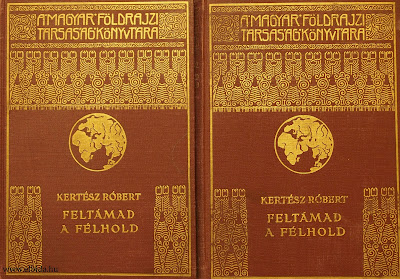 A·MAGYAR·FÖLDRAJZI
TÁRSASÁG·KÖNYVTÁRA
KERTÉSZ RÓBERT
FELTÁMAD
A FÉLHOLD
A·MAGYAR·FÖLDRAJZI
TÁRSASÁG·KÖNYVTÁRA
KERTÉSZ RÓBERT
FELTÁMAD
A FÉLHOLD